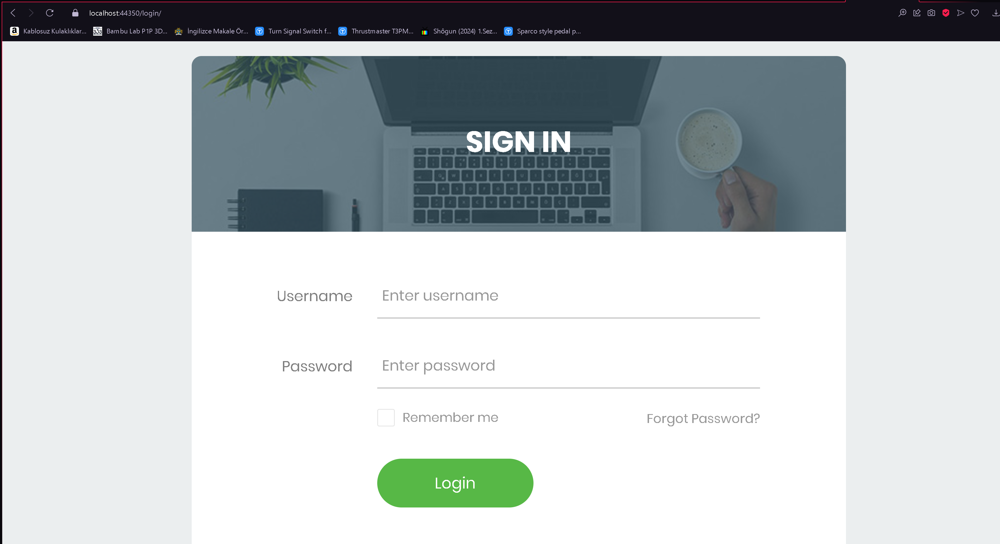 localhost:44350/login/
Kablosuz Kulaklıklar... Bambu Lab P1P 3D... İngilizce Makale Ör... Turn Signal Switch f... Thrustmaster T3PM... Shôgun (2024) 1.Sez... Sparco style pedal p...
SIGN IN
Username Enter username
Password Enter password
Remember me Forgot Password?
Login